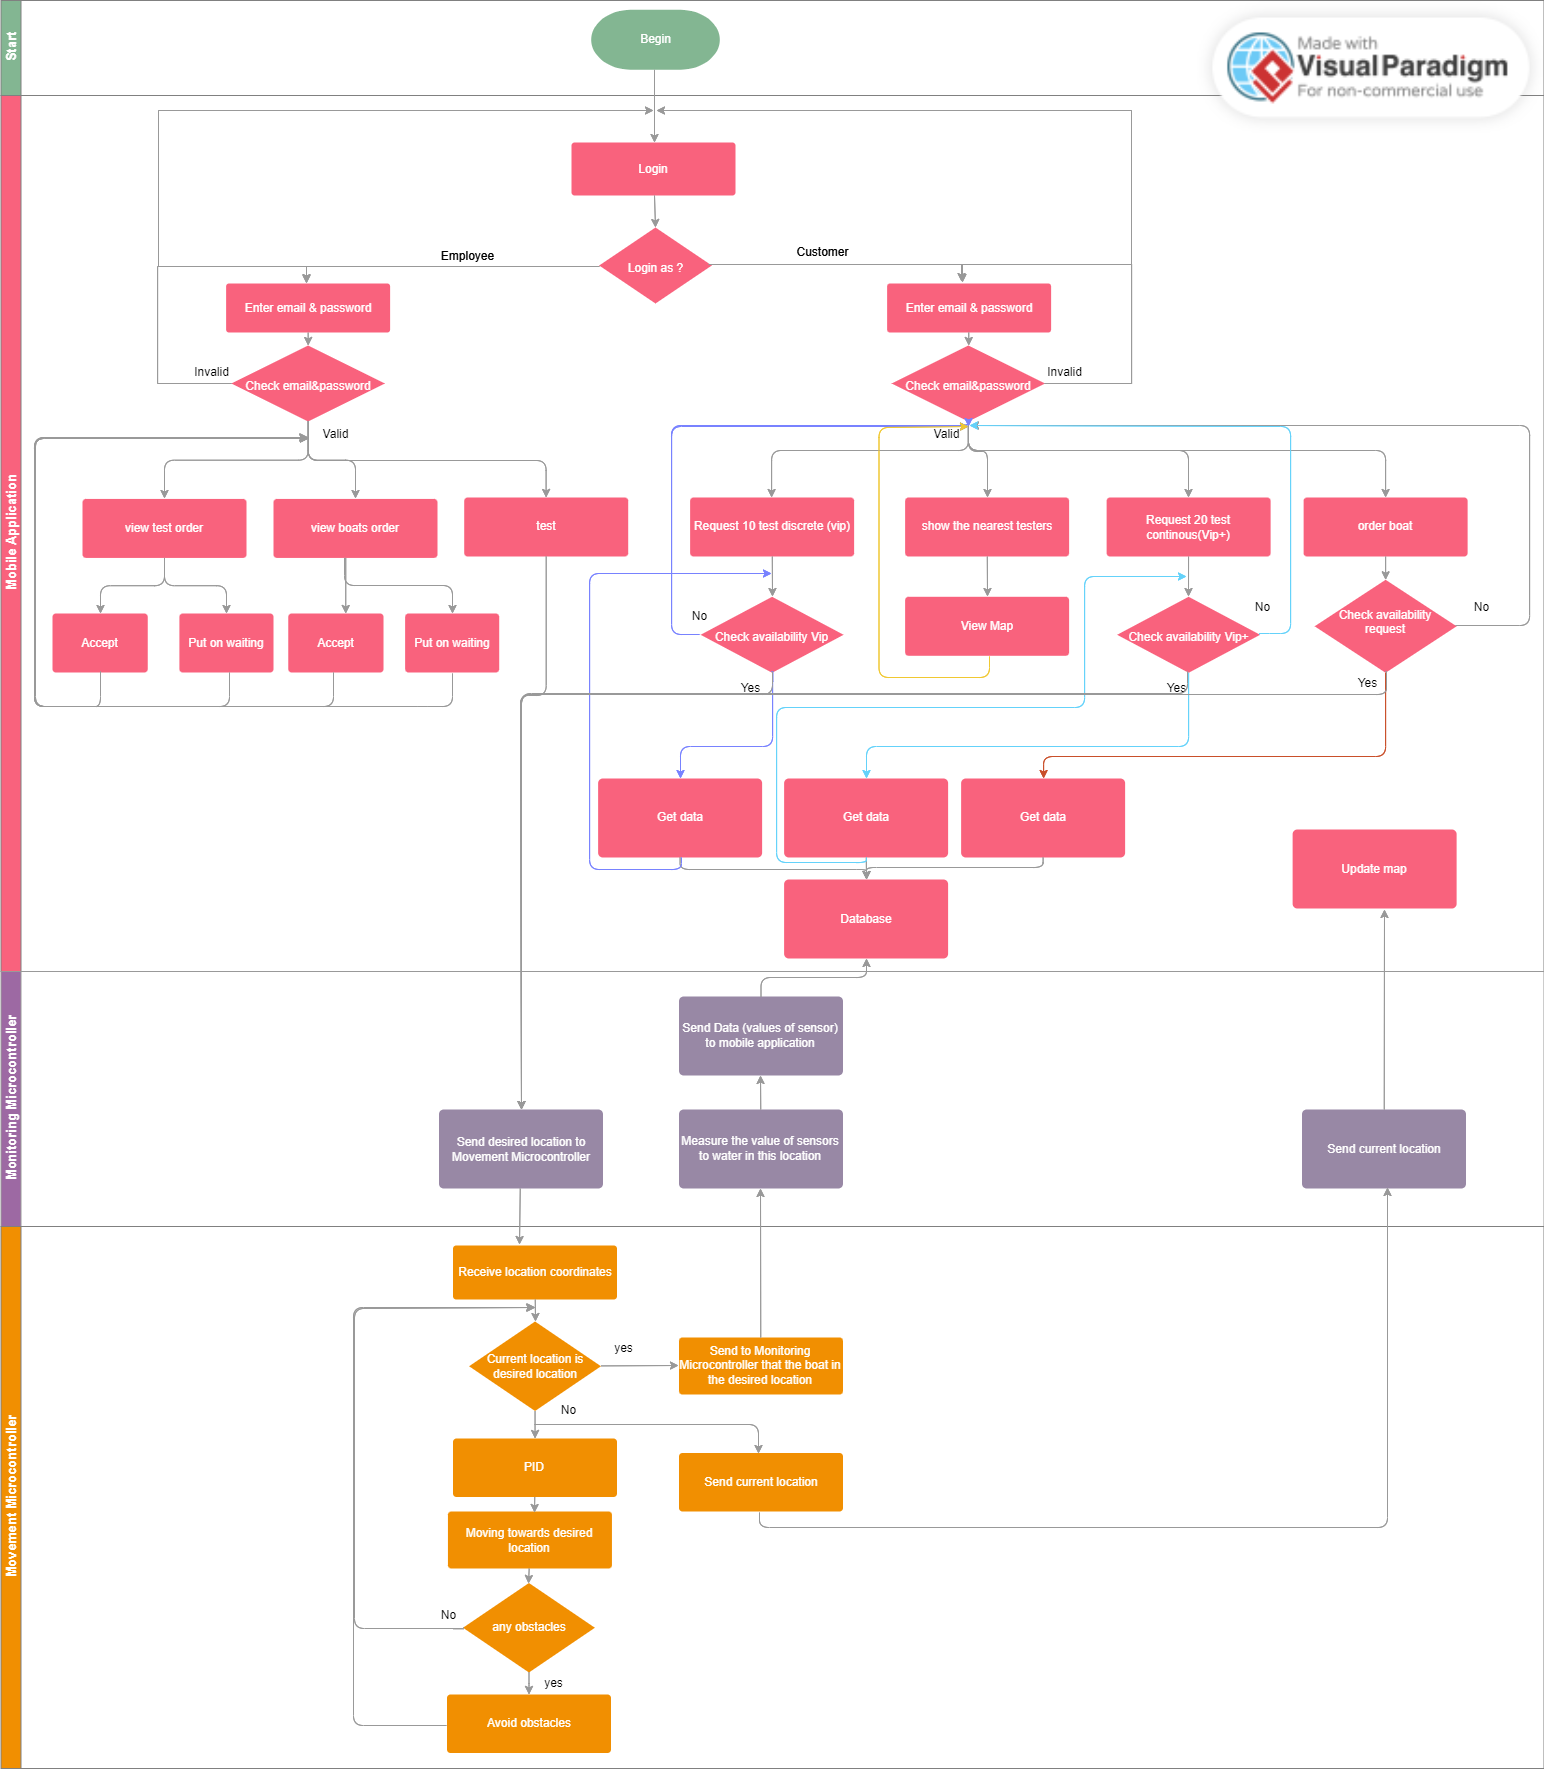 Start
Begin
Made with
Visual Paradigm
For non-commercial use
Mobile Application
Login
Login as ?
Employee
Customer
Enter email & password
Enter email & password
Invalid
Check email&password
Check email&password
Invalid
Valid
Valid
view test order
view boats order
test
Request 10 test discrete (vip)
show the nearest testers
Request 20 test
continous(Vip+)
order boat
Accept
Put on waiting
Accept
Put on waiting
No
Check availability Vip
View Map
Check availability Vip+
No
Check availability
request
No
Yes
Yes
Yes
Get data
Get data
Get data
Update map
Database
Monitoring Microcontroller
Send Data (values of sensor)
to mobile application
Send desired location to
Movement Microcontroller
Measure the value of sensors
to water in this location
Send current location
Movement Microcontroller
Receive location coordinates
Current location is
desired location
yes
Send to Monitoring
Microcontroller that the boat in
the desired location
No
PID
Send current location
Moving towards desired
location
No
any obstacles
yes
Avoid obstacles